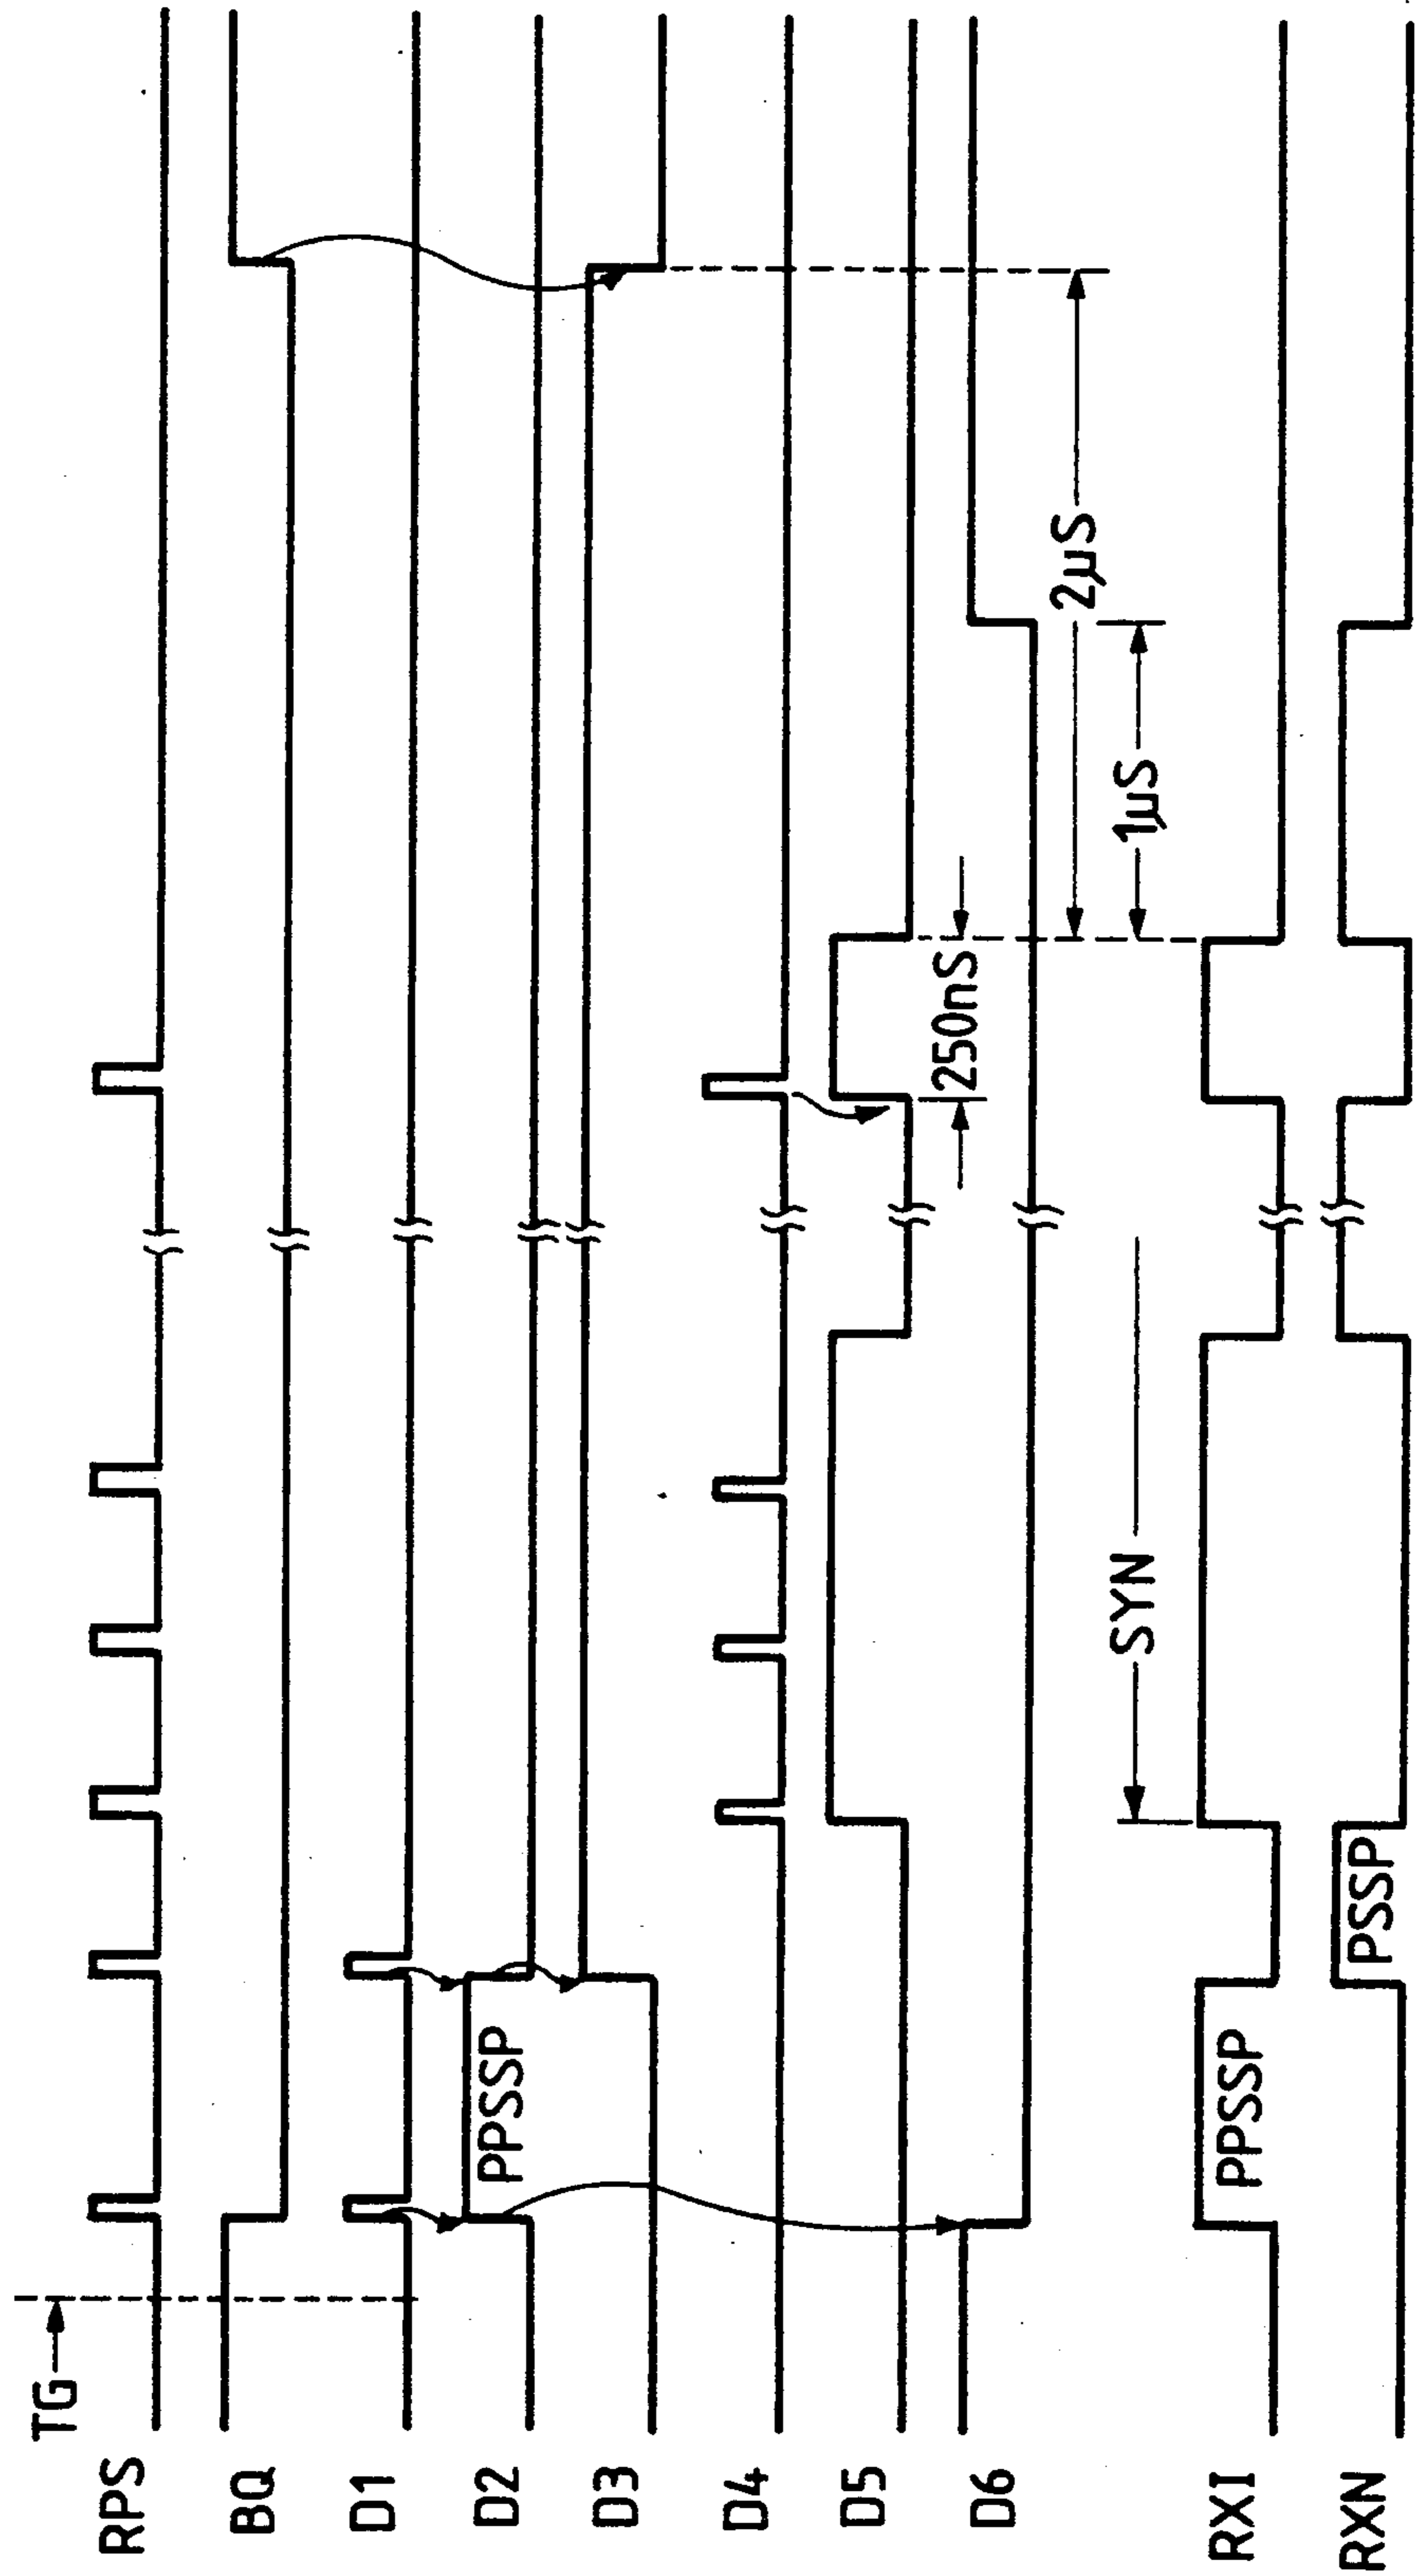 TG
RPS
BQ
D1
D2
PPSSP
D3
D4
D5
250nS
D6
2µS
1µS
SYN
RXI
PPSSP
RXN
PSSP